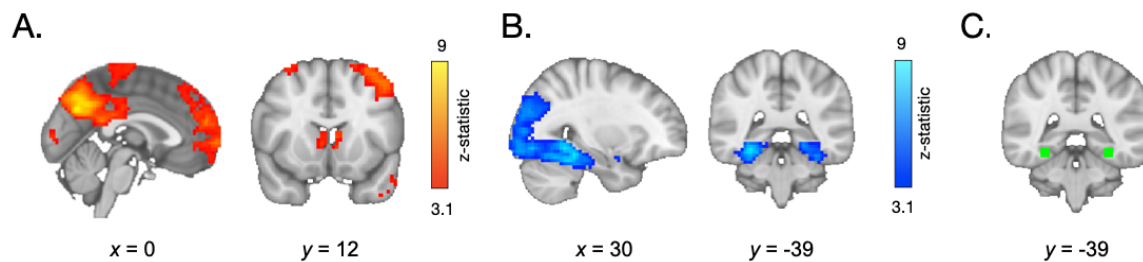 A.
9
z-statistic
3.1
x = 0
y = 12
B.
9
z-statistic
3.1
x = 30
y = -39
C.
y = -39